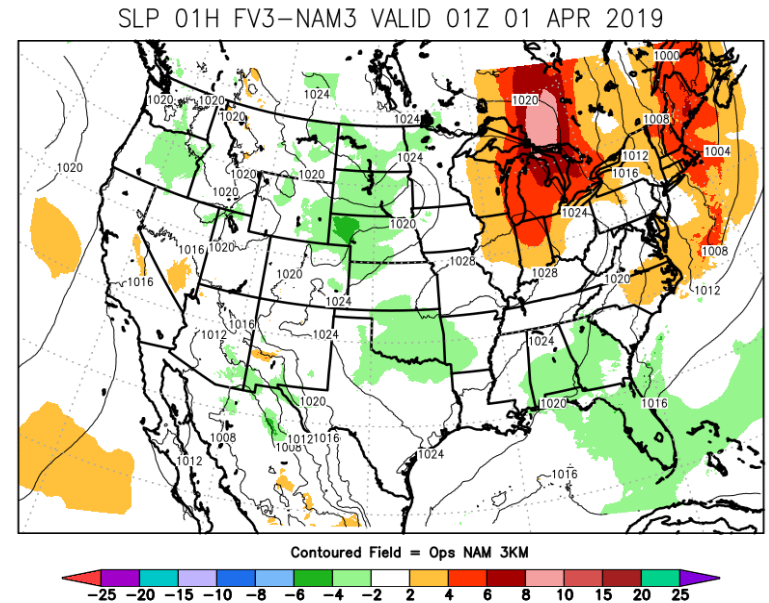 SLP 01H FV3-NAM3 VALID 01Z 01 APR 2019
1000
1024 1020
1020 1020
1020 1024 1008
1024 1012 1004
1020 1020 1020 1016
1020 1024
1016 1020 1020 1008
1028 1028 1020
1016 1020 1012
1024
1016
1012 1024 1024
1020 1020 1016
1008 1012 1016
1008
1012 1024
1016
Contoured Field = Ops NAM 3KM
-25 -20 -15 -10 -8 -6 -4 -2 2 4 6 8 10 15 20 25